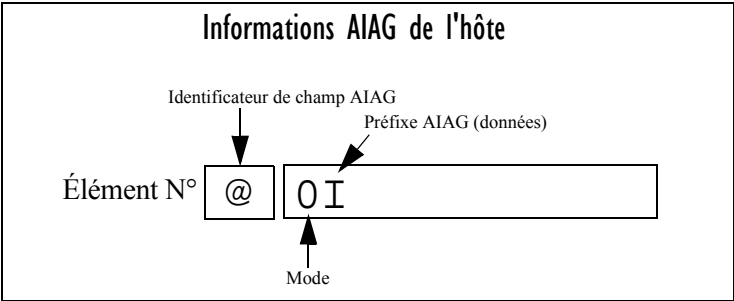 Informations AIAG de l'hôte
Identificateur de champ AIAG
Préfixe AIAG (données)
Élément N° @ 0I
Mode